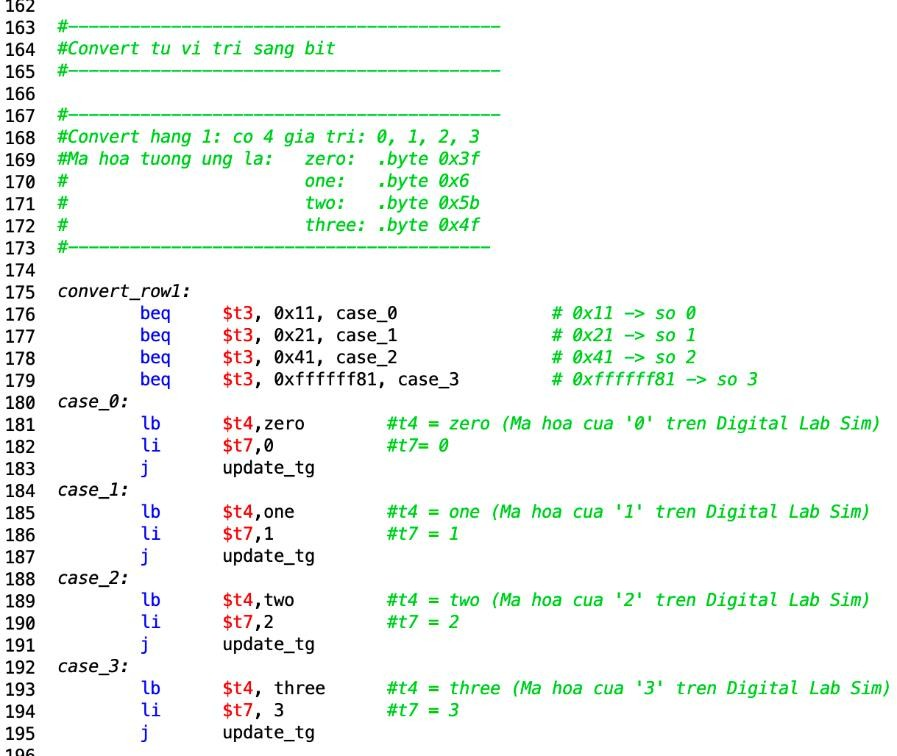 162
163 #-----------------------------------------
164 #Convert tu vi tri sang bit
165 #-----------------------------------------
166
167 #-----------------------------------------
168 #Convert hang 1: co 4 gia tri: 0, 1, 2, 3
169 #Ma hoa tuong ung la: zero: .byte 0x3f
170 # one: .byte 0x6
171 # two: .byte 0x5b
172 # three: .byte 0x4f
173 #----------------------------------------
174
175 convert_row1:
176 beq $t3, 0x11, case_0 # 0x11 -> so 0
177 beq $t3, 0x21, case_1 # 0x21 -> so 1
178 beq $t3, 0x41, case_2 # 0x41 -> so 2
179 beq $t3, 0xffffff81, case_3 # 0xffffff81 -> so 3
180 case_0:
181 lb $t4,zero #t4 = zero (Ma hoa cua '0' tren Digital Lab Sim)
182 li $t7,0 #t7= 0
183 j update_tg
184 case_1:
185 lb $t4,one #t4 = one (Ma hoa cua '1' tren Digital Lab Sim)
186 li $t7,1 #t7 = 1
187 j update_tg
188 case_2:
189 lb $t4,two #t4 = two (Ma hoa cua '2' tren Digital Lab Sim)
190 li $t7,2 #t7 = 2
191 j update_tg
192 case_3:
193 lb $t4, three #t4 = three (Ma hoa cua '3' tren Digital Lab Sim)
194 li $t7, 3 #t7 = 3
195 j update_tg
196